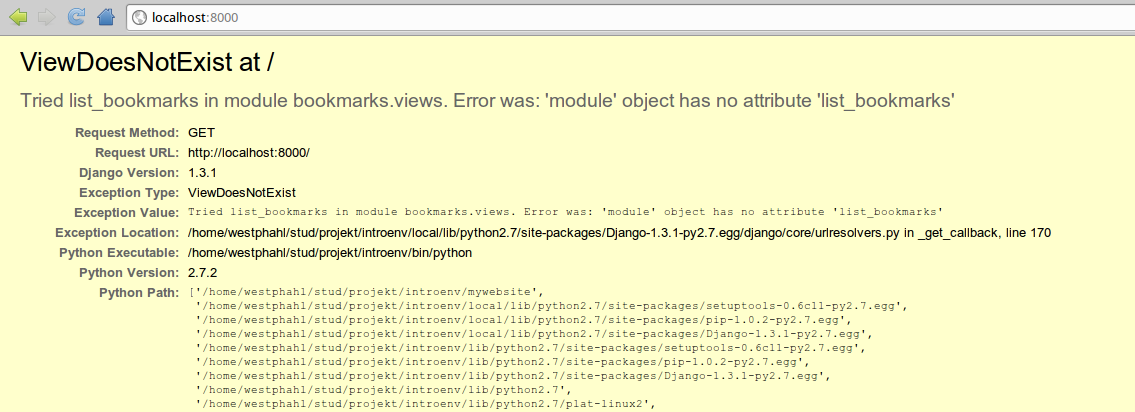 localhost:8000
ViewDoesNotExist at /
Tried list_bookmarks in module bookmarks.views. Error was: 'module' object has no attribute 'list_bookmarks'
Request Method: GET
Request URL: http://localhost:8000/
Django Version: 1.3.1
Exception Type: ViewDoesNotExist
Exception Value: Tried list_bookmarks in module bookmarks.views. Error was: 'module' object has no attribute 'list_bookmarks'
Exception Location: /home/westphahl/stud/projekt/introenv/local/lib/python2.7/site-packages/Django-1.3.1-py2.7.egg/django/core/urlresolvers.py in _get_callback, line 170
Python Executable: /home/westphahl/stud/projekt/introenv/bin/python
Python Version: 2.7.2
Python Path: ['/home/westphahl/stud/projekt/introenv/mywebsite',
'/home/westphahl/stud/projekt/introenv/local/lib/python2.7/site-packages/setuptools-0.6c11-py2.7.egg',
'/home/westphahl/stud/projekt/introenv/local/lib/python2.7/site-packages/pip-1.0.2-py2.7.egg',
'/home/westphahl/stud/projekt/introenv/local/lib/python2.7/site-packages/Django-1.3.1-py2.7.egg',
'/home/westphahl/stud/projekt/introenv/lib/python2.7/site-packages/setuptools-0.6c11-py2.7.egg',
'/home/westphahl/stud/projekt/introenv/lib/python2.7/site-packages/pip-1.0.2-py2.7.egg',
'/home/westphahl/stud/projekt/introenv/lib/python2.7/site-packages/Django-1.3.1-py2.7.egg',
'/home/westphahl/stud/projekt/introenv/lib/python2.7',
'/home/westphahl/stud/projekt/introenv/lib/python2.7/plat-linux2',